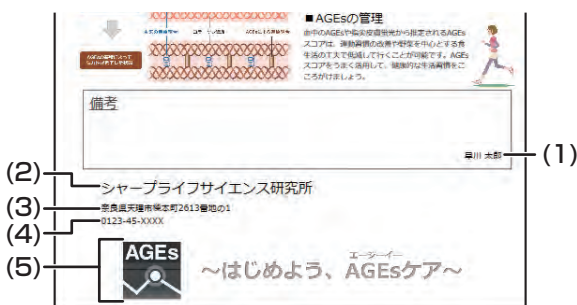 ■AGEsの管理
血中のAGEsや指尖皮膚蛍光から推定されるAGEs
スコアは、運動習慣の改善や野菜を中心とする食
生活の工夫で低減して行くことが可能です。AGEs
スコアをうまく活用して、健康的な生活習慣をこ
ころがけましょう。
備考
早川 太郎
(1)
(2)
シャープライフサイエンス研究所
(3)
奈良県天理市櫟本町2613番地の1
(4)
0123-45-XXXX
(5)
AGEs
エージーイー
～はじめよう、AGEsケア～